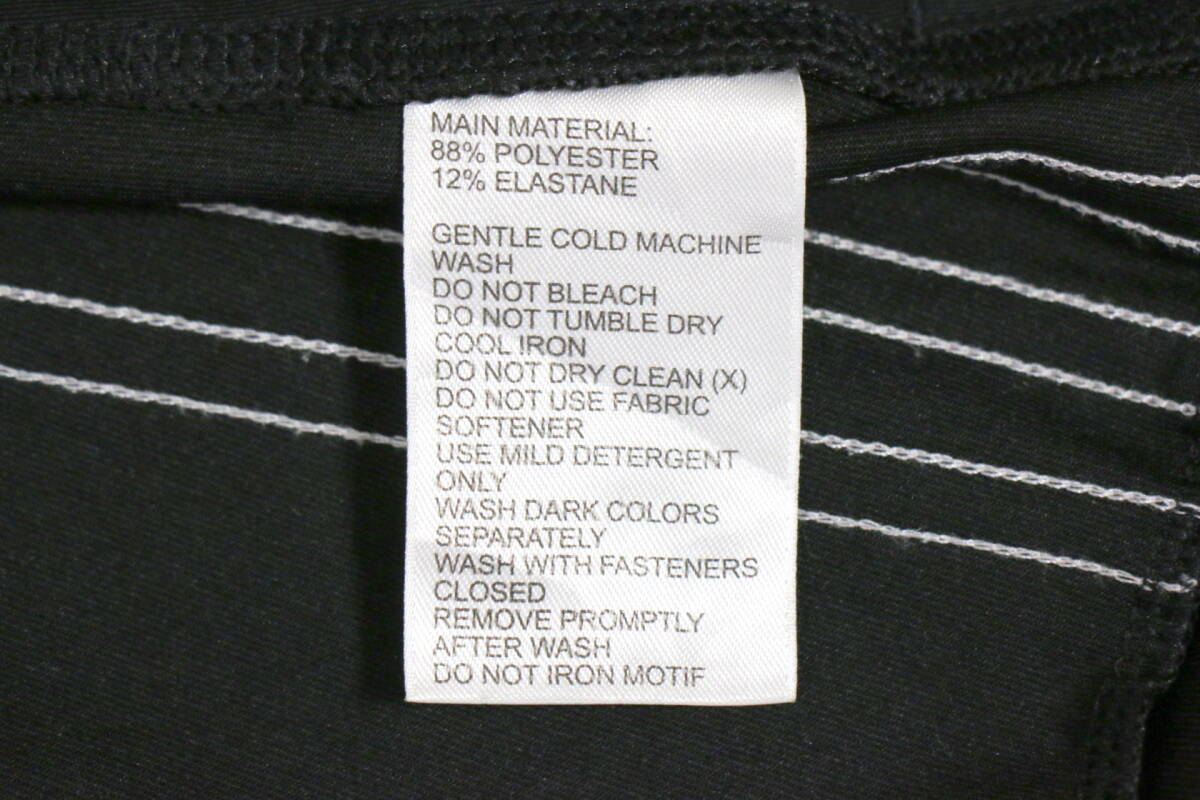 MAIN MATERIAL:
88% POLYESTER
12% ELASTANE
GENTLE COLD MACHINE
WASH
DO NOT BLEACH
DO NOT TUMBLE DRY
COOL IRON
DO NOT DRY CLEAN (X)
DO NOT USE FABRIC
SOFTENER
USE MILD DETERGENT
ONLY
WASH DARK COLORS
SEPARATELY
WASH WITH FASTENERS
CLOSED
REMOVE PROMPTLY
AFTER WASH
DO NOT IRON MOTIF